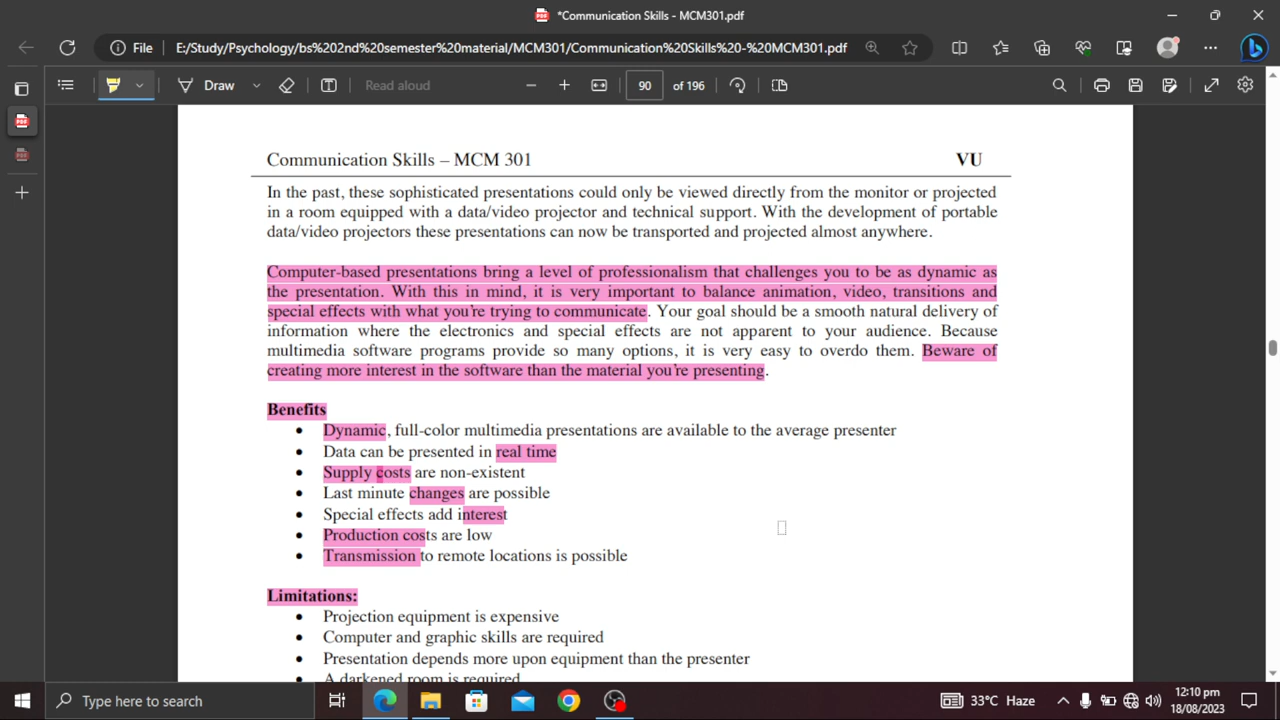 *Communication Skills - MCM301.pdf
File
E:/Study/Psychology/bs%202nd%20semester%20material/MCM301/Communication%20Skills%20-%20MCM301.pdf
Draw
Read aloud
90 of 196
Communication Skills – MCM 301 VU
In the past, these sophisticated presentations could only be viewed directly from the monitor or projected
in a room equipped with a data/video projector and technical support. With the development of portable
data/video projectors these presentations can now be transported and projected almost anywhere.
Computer-based presentations bring a level of professionalism that challenges you to be as dynamic as
the presentation. With this in mind, it is very important to balance animation, video, transitions and
special effects with what you're trying to communicate. Your goal should be a smooth natural delivery of
information where the electronics and special effects are not apparent to your audience. Because
multimedia software programs provide so many options, it is very easy to overdo them. Beware of
creating more interest in the software than the material you're presenting.
Benefits
• Dynamic, full-color multimedia presentations are available to the average presenter
• Data can be presented in real time
• Supply costs are non-existent
• Last minute changes are possible
• Special effects add interest
• Production costs are low
• Transmission to remote locations is possible
Limitations:
• Projection equipment is expensive
• Computer and graphic skills are required
• Presentation depends more upon equipment than the presenter
• A darkened room is required
Type here to search
33°C Haze
12:10 pm
18/08/2023